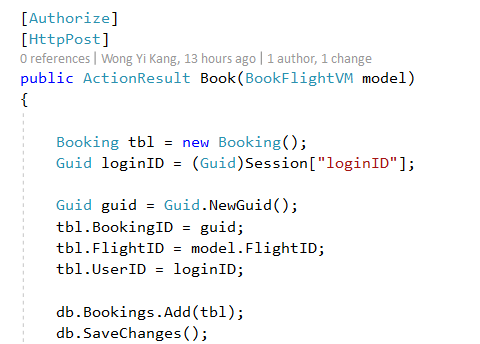 [Authorize]
[HttpPost]
0 references | Wong Yi Kang, 13 hours ago | 1 author, 1 change
public ActionResult Book(BookFlightVM model)
{
Booking tbl = new Booking();
Guid loginID = (Guid)Session["loginID"];
Guid guid = Guid.NewGuid();
tbl.BookingID = guid;
tbl.FlightID = model.FlightID;
tbl.UserID = loginID;
db.Bookings.Add(tbl);
db.SaveChanges();